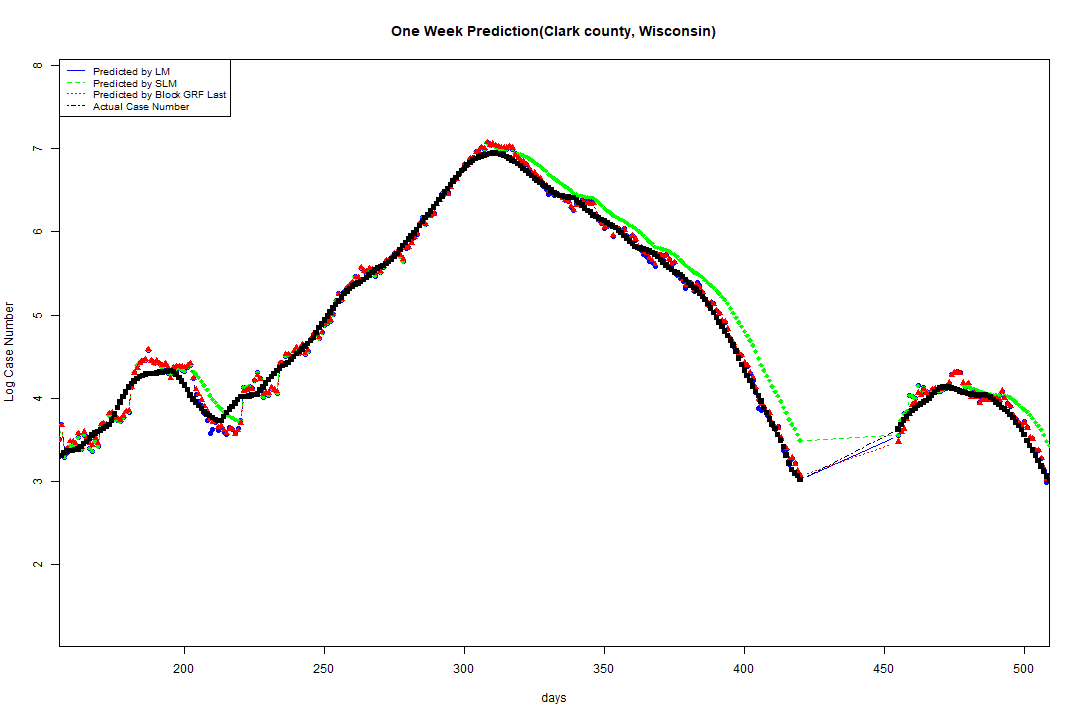 One Week Prediction(Clark county, Wisconsin)
Predicted by LM
Predicted by SLM
Predicted by Block GRF Last
Actual Case Number
8
7
6
5
4
3
2
Log Case Number
200 250 300 350 400 450 500
days